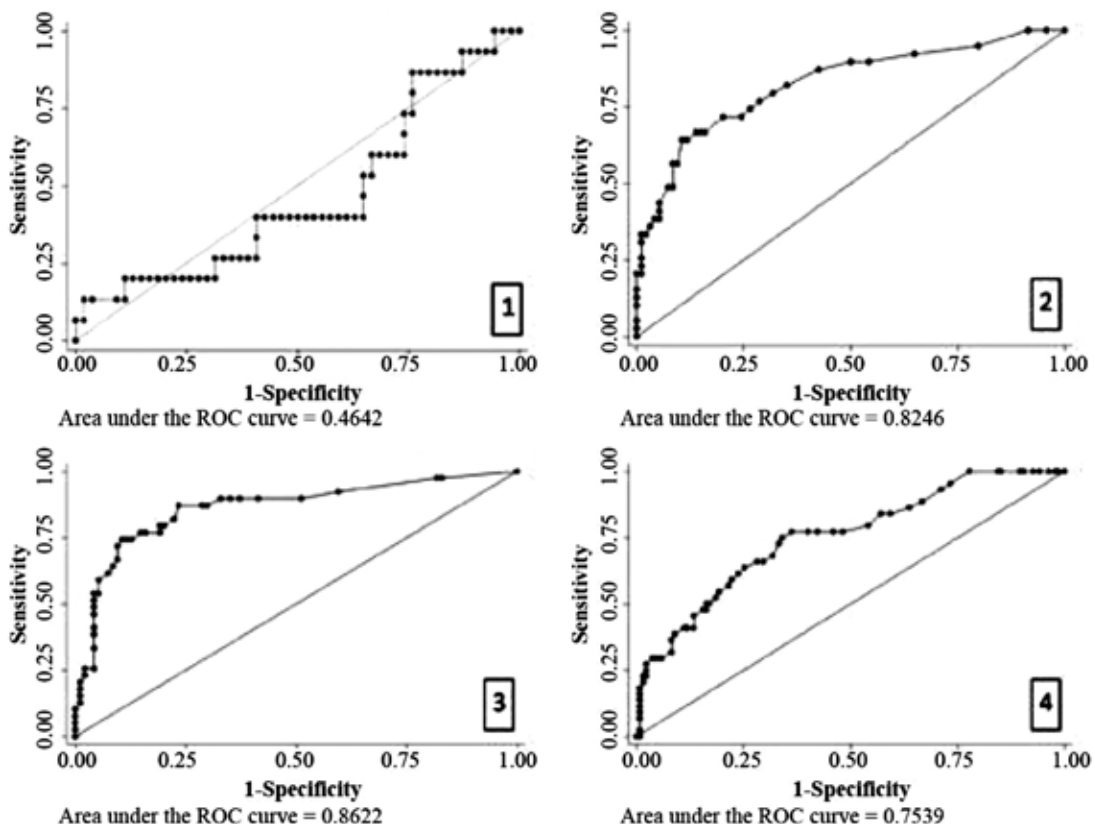 Sensitivity
1.00
0.75
0.50
0.25
0.00
0.00 0.25 0.50 0.75 1.00
1-Specificity
1
Area under the ROC curve = 0.4642
Sensitivity
1.00
0.75
0.50
0.25
0.00
0.00 0.25 0.50 0.75 1.00
1-Specificity
2
Area under the ROC curve = 0.8246
Sensitivity
1.00
0.75
0.50
0.25
0.00
0.00 0.25 0.50 0.75 1.00
1-Specificity
3
Area under the ROC curve = 0.8622
Sensitivity
1.00
0.75
0.50
0.25
0.00
0.00 0.25 0.50 0.75 1.00
1-Specificity
4
Area under the ROC curve = 0.7539